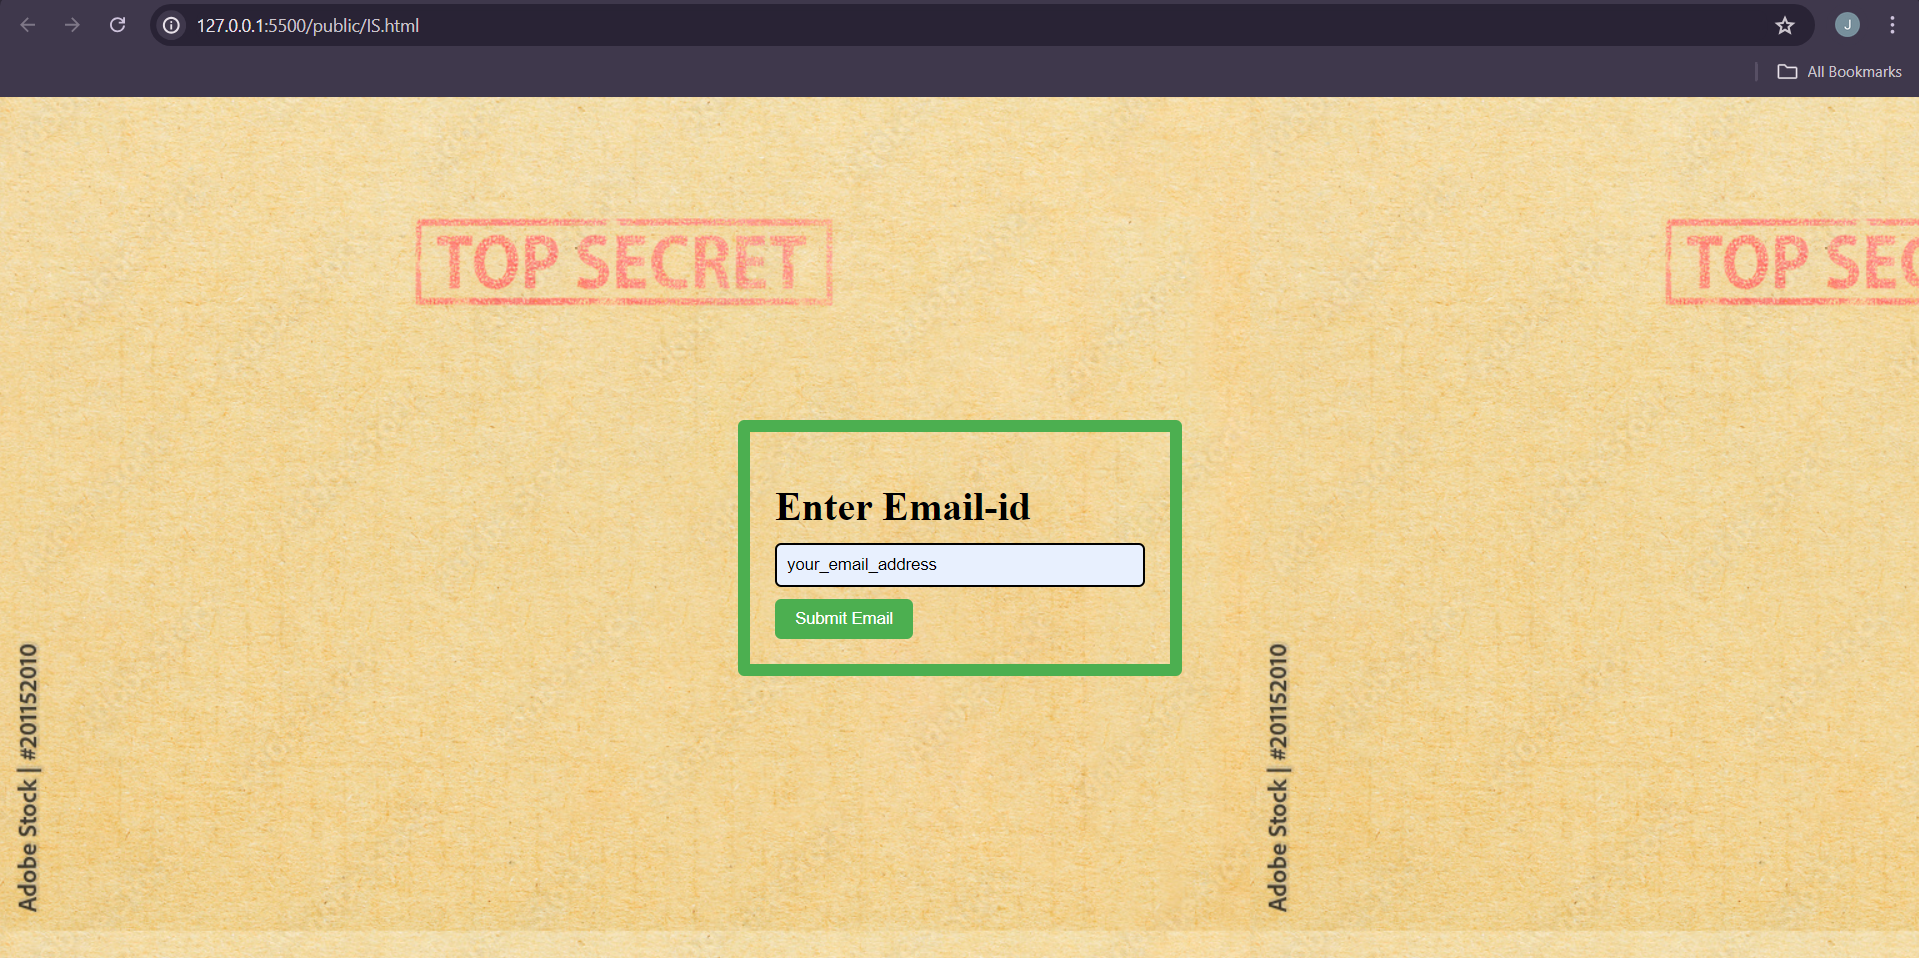 127.0.0.1:5500/public/IS.html
J
All Bookmarks
TOP SECRET
TOP SEC
Enter Email-id
your_email_address
Submit Email
Adobe Stock | #201152010
Adobe Stock | #201152010